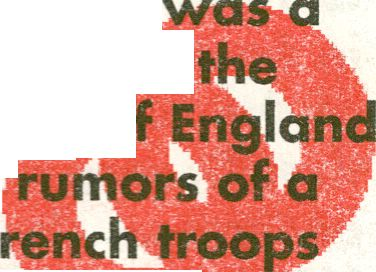 was a
the
f England
rumors of a
rench troops